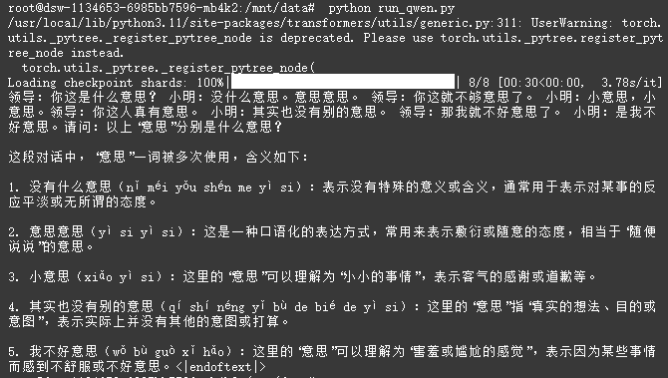 root@dsw-1134653-6985bb7596-mb4k2:/mnt/data# python run_qwen.py
/usr/local/lib/python3.11/site-packages/transformers/utils/generic.py:311: UserWarning: torch.
utils._pytree._register_pytree_node is deprecated. Please use torch.utils._pytree.register_pyt
ree_node instead.
torch.utils._pytree._register_pytree_node(
Loading checkpoint shards: 100%| | 8/8 [00:30<00:00, 3.78s/it]
领导：你这是什么意思？ 小明：没什么意思。意思意思。 领导：你这就不够意思了。 小明：小意思，小
意思。领导：你这人真有意思。 小明：其实也没有别的意思。 领导：那我就不好意思了。 小明：是我不
好意思。请问：以上“意思”分别是什么意思？
这段对话中，“意思”一词被多次使用，含义如下：
1. 没有什么意思（nǐ méi yǒu shén me yì si）：表示没有特殊的意义或含义，通常用于表示对某事的反
应平淡或无所谓的态度。
2. 意思意思（yì si yì si）：这是一种口语化的表达方式，常用来表示敷衍或随意的态度，相当于“随便
说说”的意思。
3. 小意思（xiǎo yì si）：这里的“意思”可以理解为“小小的事情”，表示客气的感谢或道歉等。
4. 其实也没有别的意思（qí shí néng yǐ bù de bié de yì si）：这里的“意思”指“真实的想法、目的或
意图”，表示实际上并没有其他的意图或打算。
5. 我不好意思（wǒ bù guò xǐ hǎo）：这里的“意思”可以理解为“害羞或尴尬的感觉”，表示因为某些事情
而感到不舒服或不好意思。<|endoftext|>